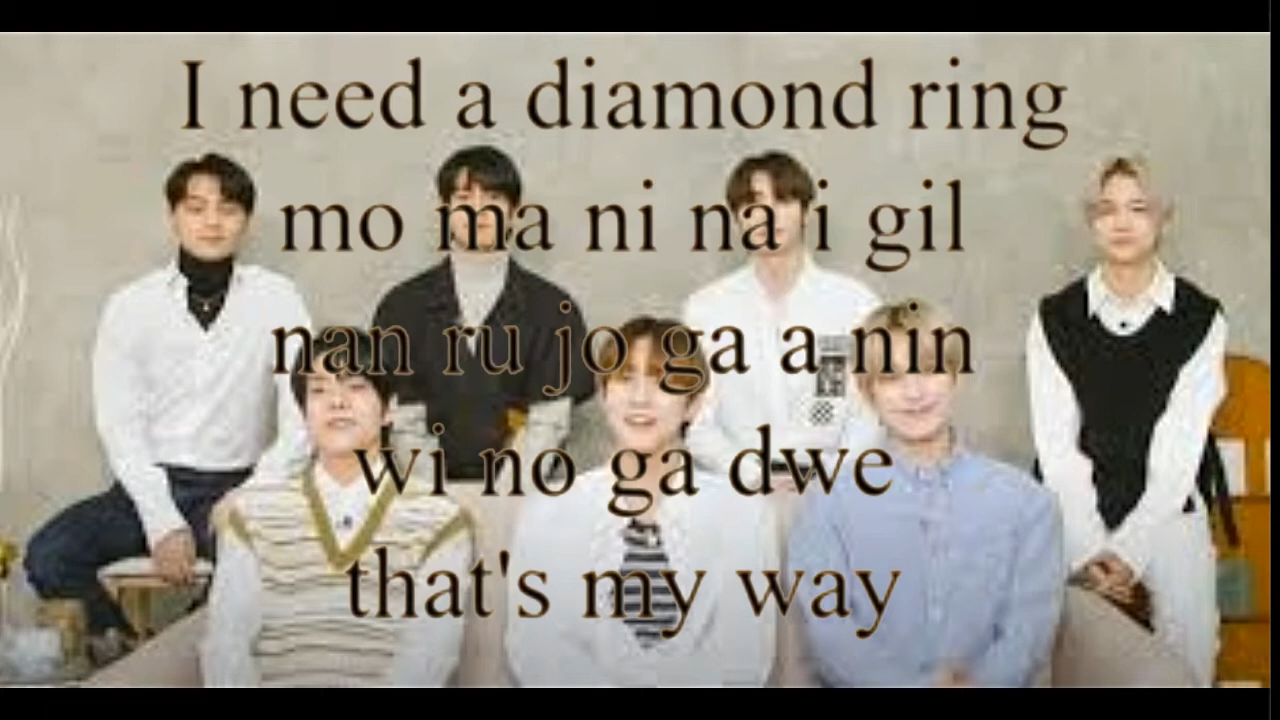 I need a diamond ring
mo ma ni na i gil
nan ru jo ga a nin
wi no ga dwe
that's my way